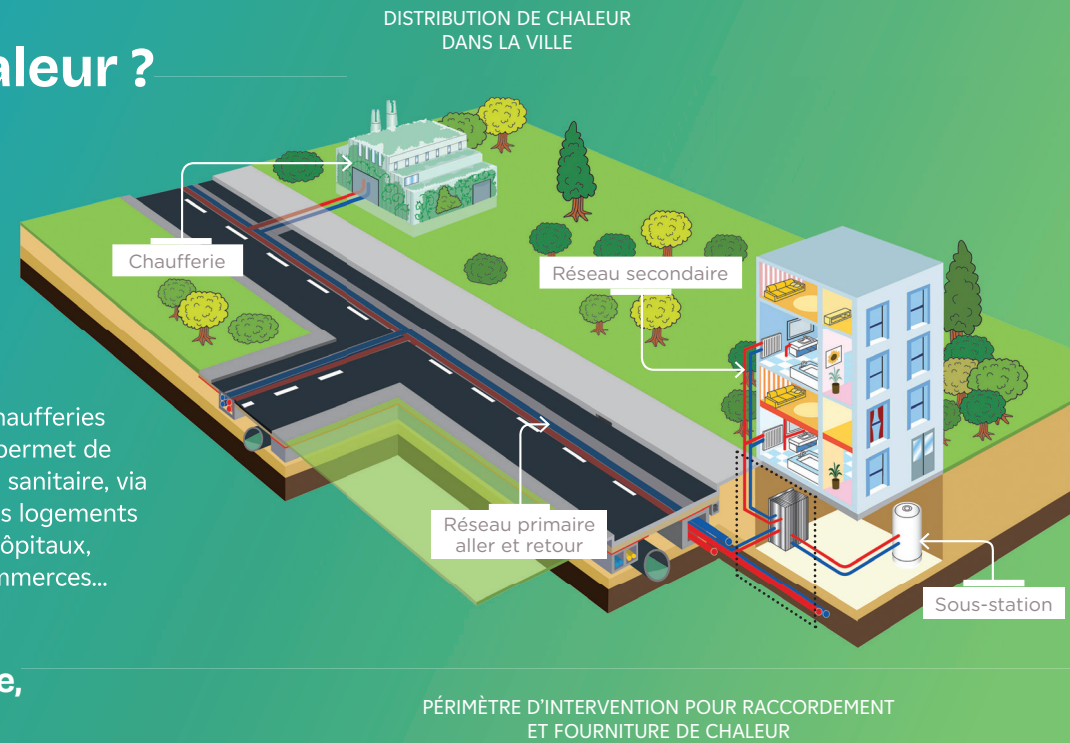 DISTRIBUTION DE CHALEUR
DANS LA VILLE
aleur ?
Chaufferie
Réseau secondaire
haufferies
permet de
sanitaire, via
s logements
ôpitaux,
mmerces...
Réseau primaire
aller et retour
Sous-station
e,
PÉRIMÈTRE D'INTERVENTION POUR RACCORDEMENT
ET FOURNITURE DE CHALEUR